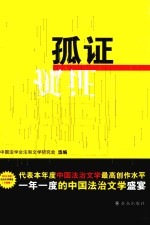 孤证
中国法学会法制文学研究会 选编
代表本年度中国法治文学最高创作水平
一年一度的中国法治文学盛宴